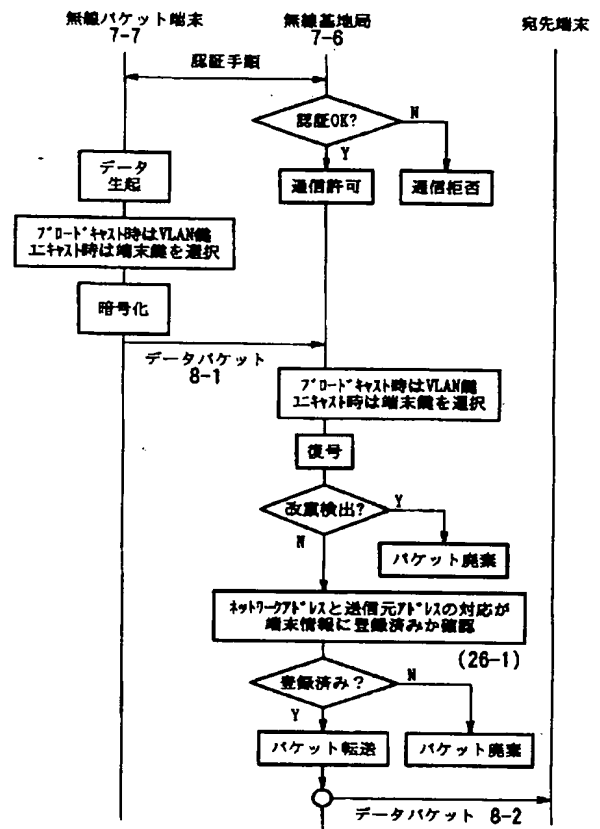 無線パケット端末
7-7
無線基地局
7-6
宛先端末
認証手順
認証OK?
N
Y
データ
生起
通信許可
通信拒否
ブロードキャスト時はVLAN鍵
ユニキャスト時は端末鍵を選択
暗号化
データパケット
8-1
ブロードキャスト時はVLAN鍵
ユニキャスト時は端末鍵を選択
復号
改竄検出?
Y
N
パケット廃棄
ネットワークアドレスと送信元アドレスの対応が
端末情報に登録済みか確認
(26-1)
登録済み?
N
Y
パケット転送
パケット廃棄
データパケット 8-2